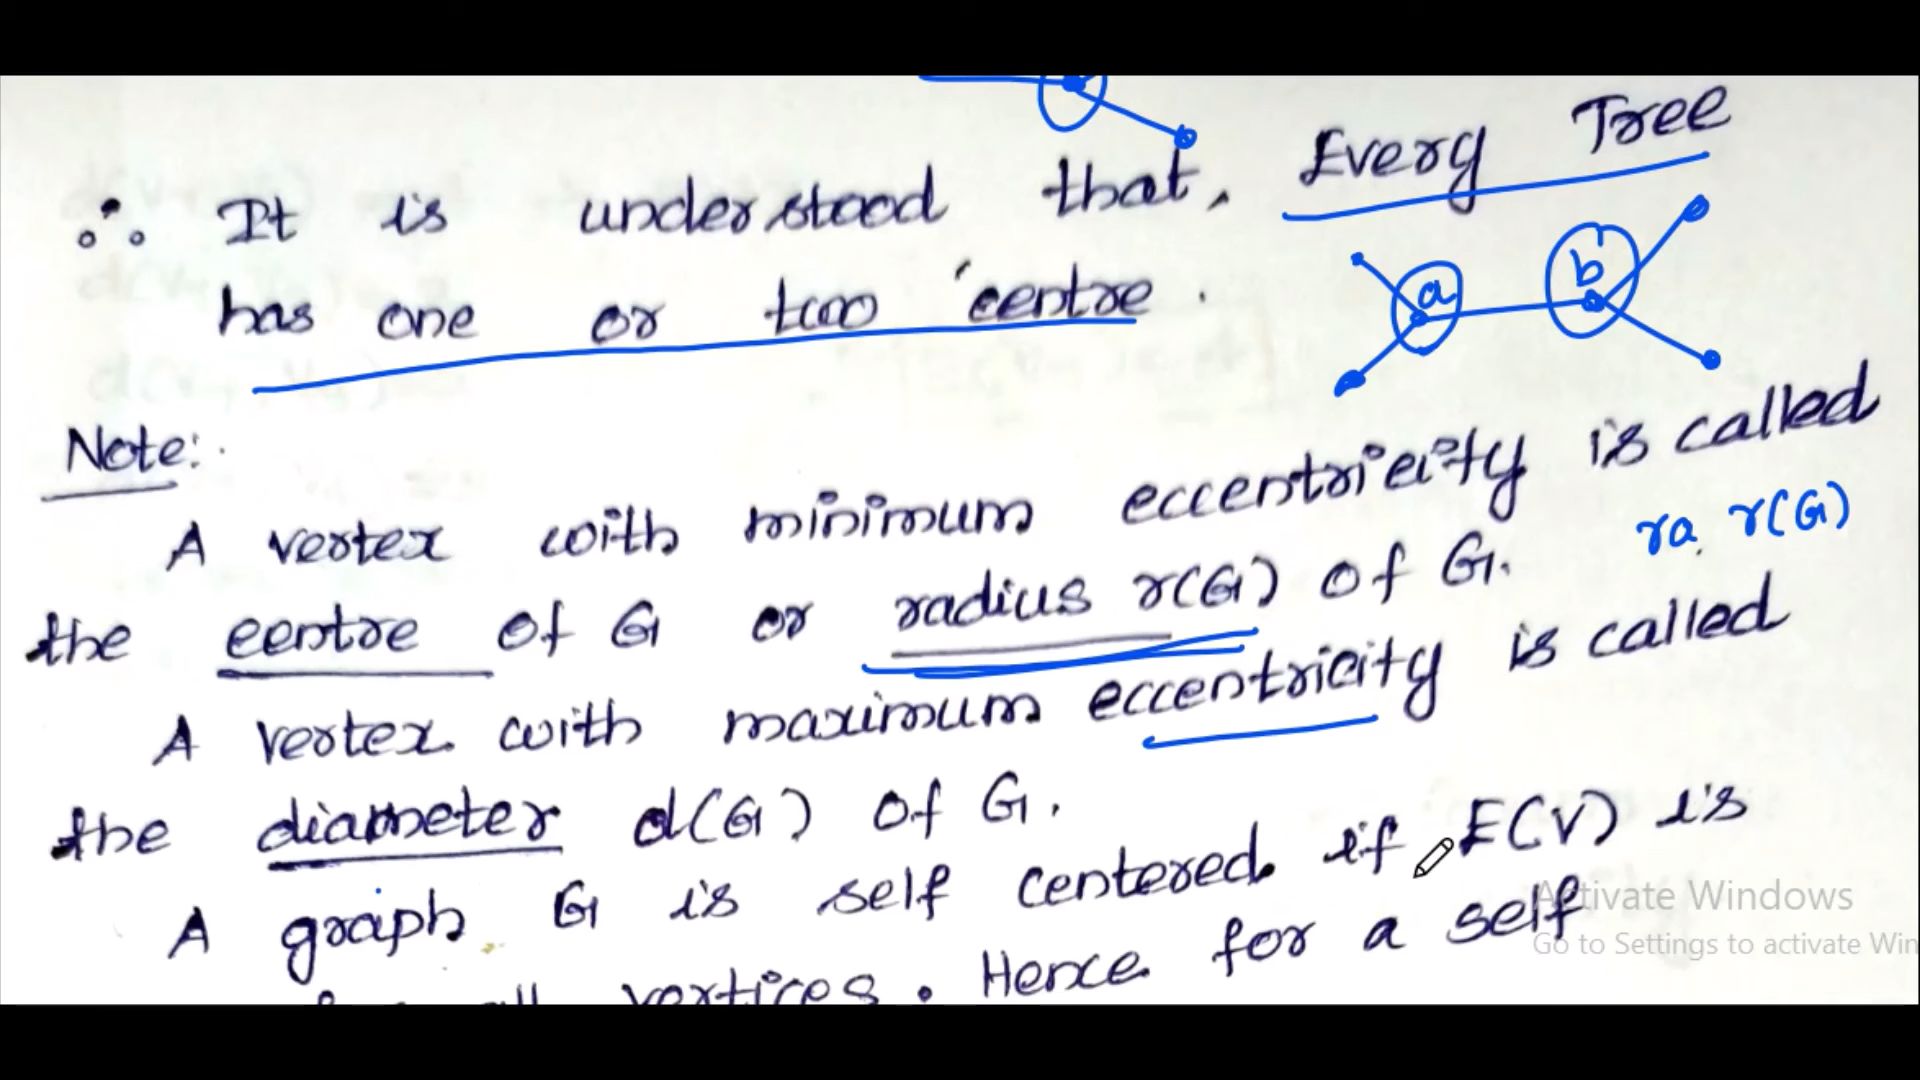 ∴ It is understood that, Every Tree
has one or two centre.
a b
Note:
A vertex with minimum eccentricity is called
the centre of G or radius r(G) of G.
ra r(G)
A vertex with maximum eccentricity is called
the diameter d(G) of G.
A graph G is self centered if E(V) is
all vertices. Hence for a self
Activate Windows
Go to Settings to activate Win